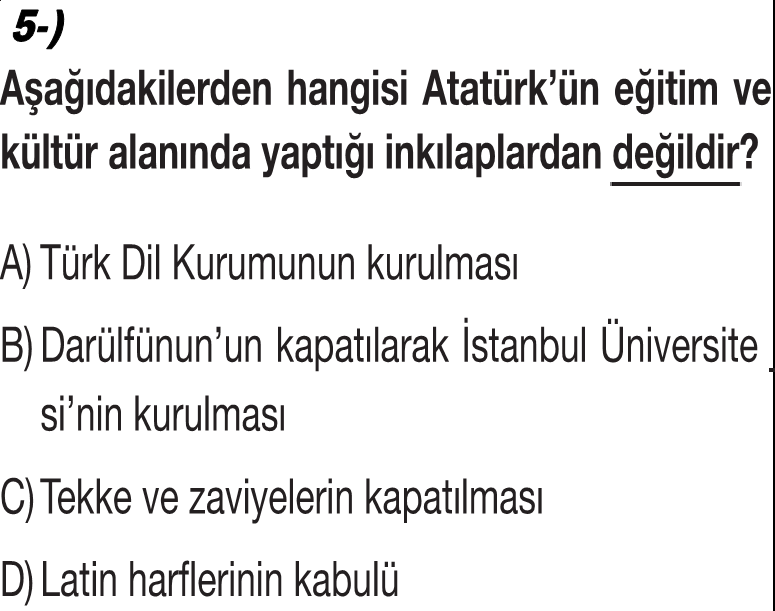 5-)
Aşağıdakilerden hangisi Atatürk’ün eğitim ve
kültür alanında yaptığı inkılaplardan değildir?
A) Türk Dil Kurumunun kurulması
B) Darülfünun’un kapatılarak İstanbul Üniversite
si’nin kurulması
C) Tekke ve zaviyelerin kapatılması
D) Latin harflerinin kabulü